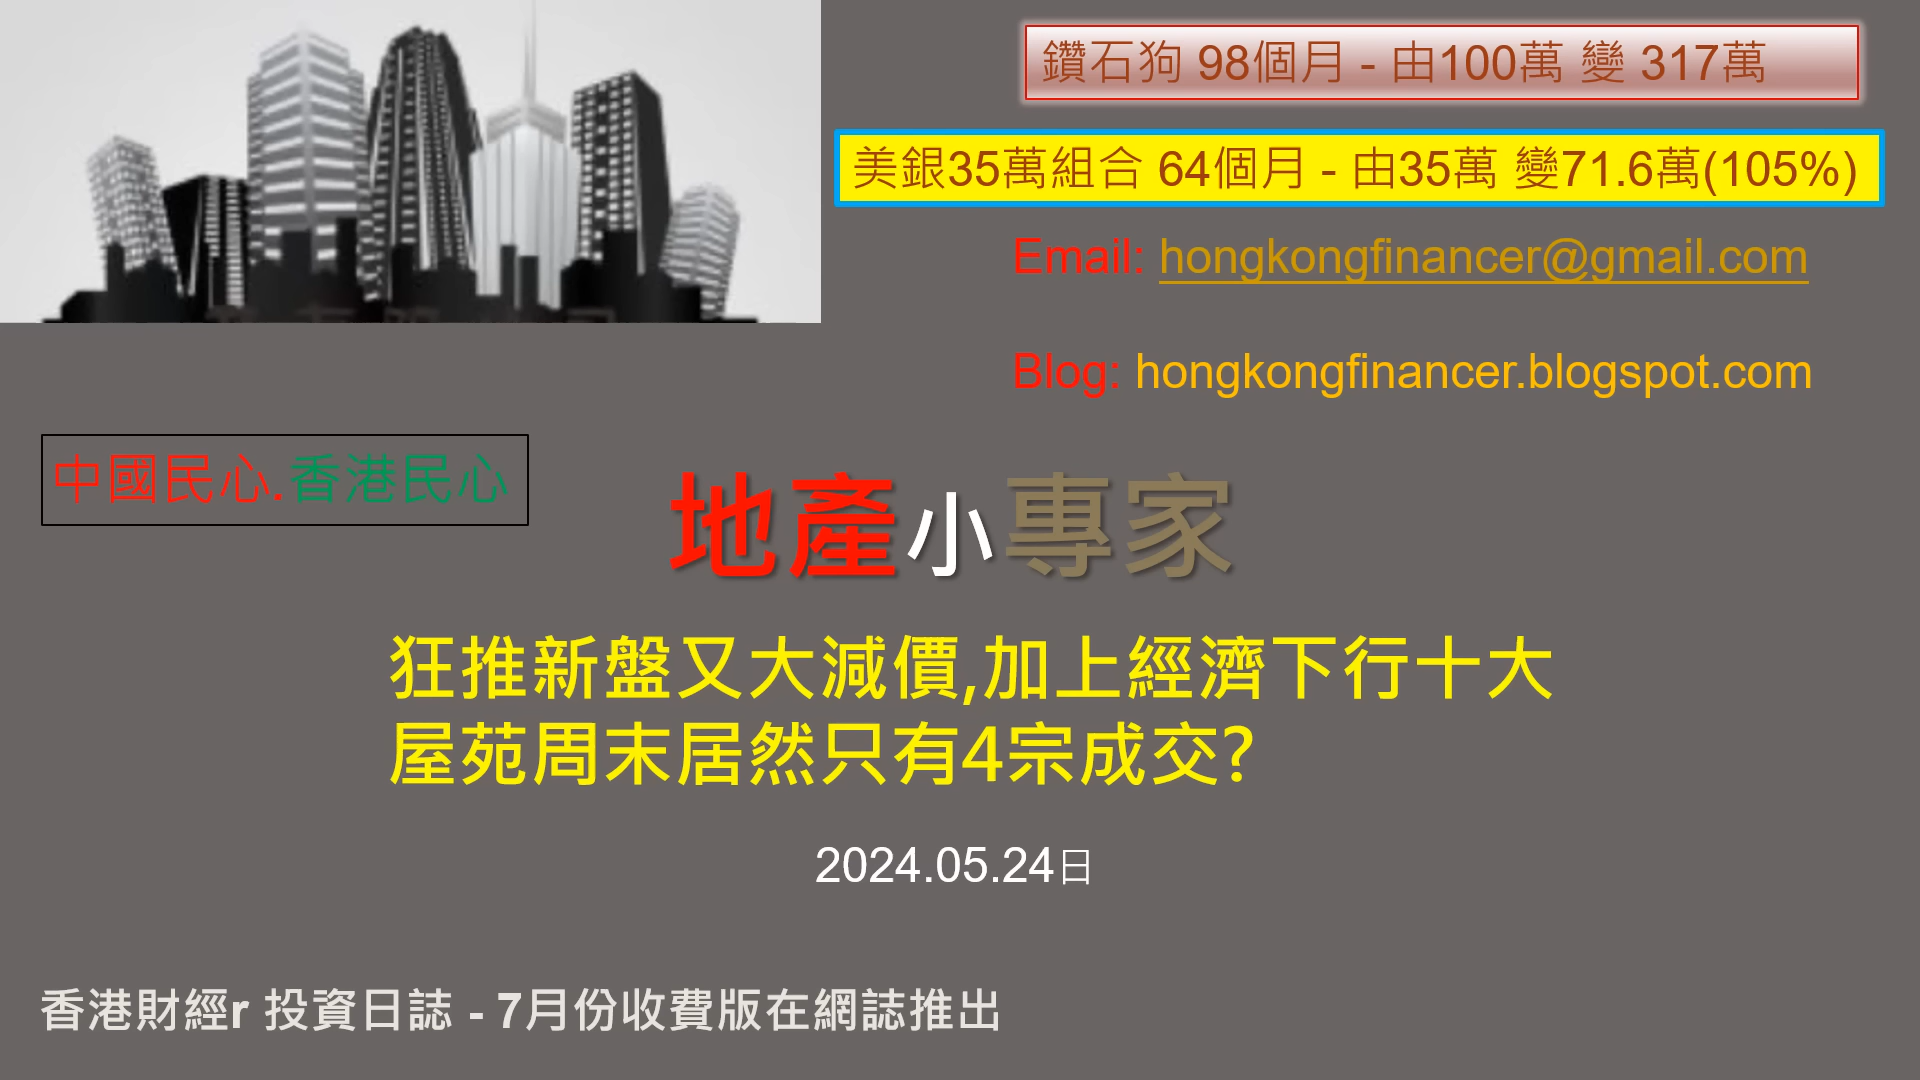 鑽石狗 98個月 - 由100萬 變 317萬
美銀35萬組合 64個月 - 由35萬 變71.6萬(105%)
Email: hongkongfinancer@gmail.com
Blog: hongkongfinancer.blogspot.com
中國民心.香港民心
地產小專家
狂推新盤又大減價,加上經濟下行十大
屋苑周末居然只有4宗成交?
2024.05.24日
香港財經r 投資日誌 - 7月份收費版在網誌推出